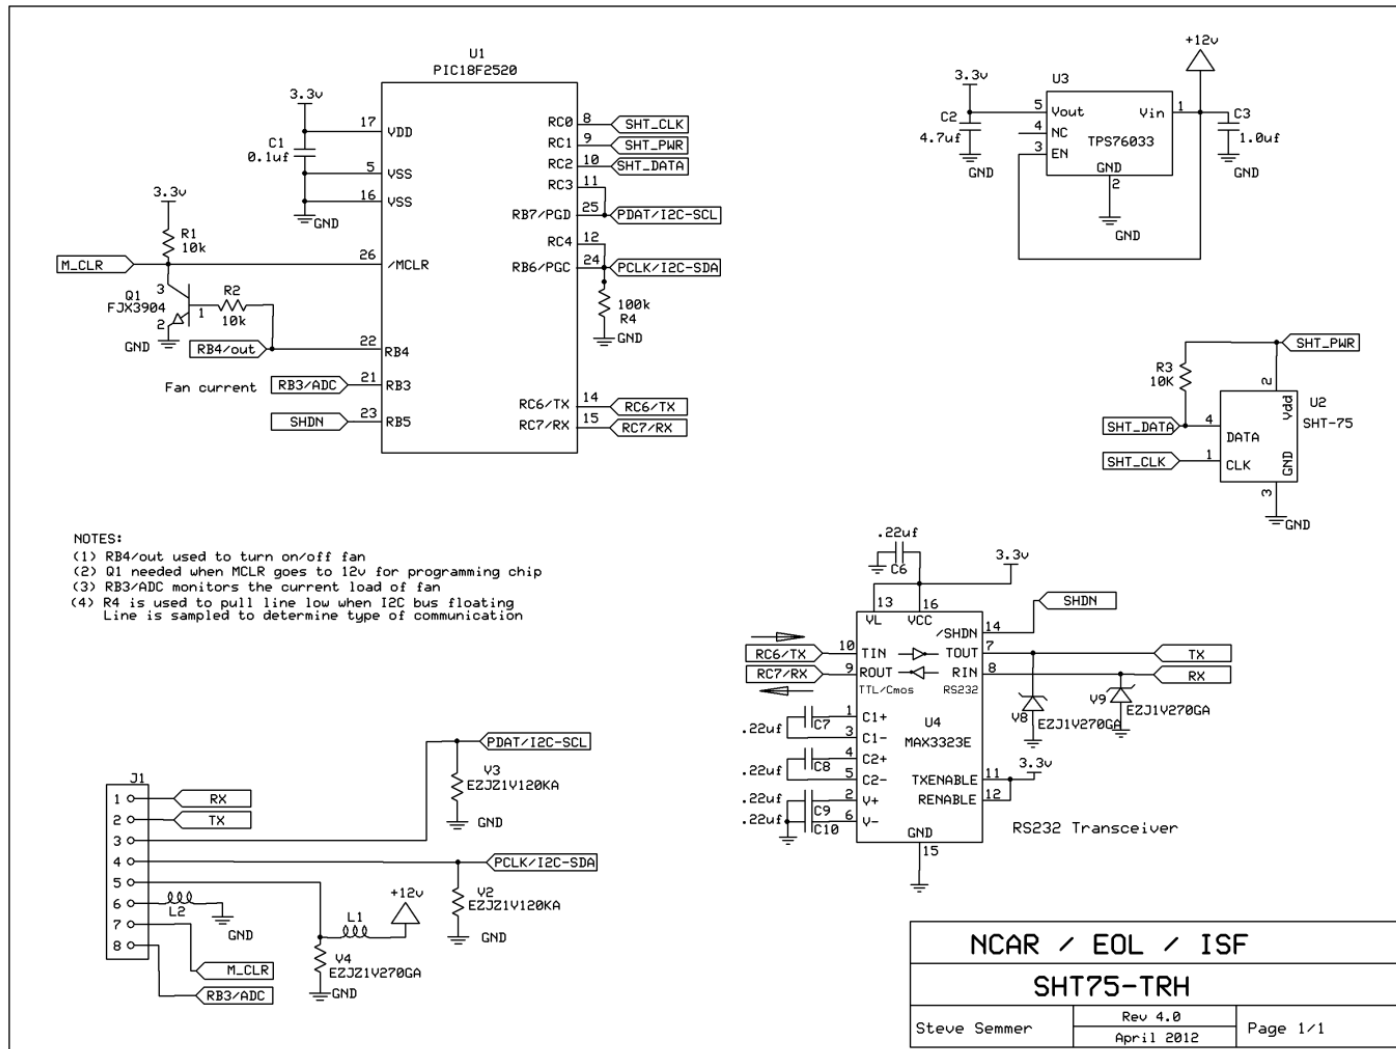 U1
PIC18F2520
3.3v
17 VDD
C1
0.1uf
5 VSS
16 VSS
GND
3.3v
R1
10k
M_CLR
26 /MCLR
3
Q1
FJX3904
1
2
R2
10k
GND
RB4/out
22 RB4
Fan current
RB3/ADC
21 RB3
SHDN
23 RB5
RC0 8 SHT_CLK
RC1 9 SHT_PWR
RC2 10 SHT_DATA
RC3 11
RB7/PGD 25 PDAT/I2C-SCL
RC4 12
RB6/PGC 24 PCLK/I2C-SDA
100k
R4
GND
RC6/TX 14 RC6/TX
RC7/RX 15 RC7/RX
+12v
3.3v
U3
5 Vout
Vin 1
C2
4.7uf
4 NC
3 EN
TPS76033
GND
2
C3
1.0uf
GND
GND
GND
SHT_PWR
R3
10K
2
Vdd
U2
SHT-75
SHT_DATA
4
DATA
SHT_CLK
1
CLK
GND
3
GND
NOTES:
(1) RB4/out used to turn on/off fan
(2) Q1 needed when MCLR goes to 12v for programming chip
(3) RB3/ADC monitors the current load of fan
(4) R4 is used to pull line low when I2C bus floating
Line is sampled to determine type of communication
.22uf
C6
3.3v
13
16
VL
VCC
SHDN
/SHDN 14
RC6/TX
10 TIN
TOUT 7
TX
RC7/RX
9 ROUT
RIN 8
RX
TTL/Cmos
RS232
V8
EZJ1V270GA
V9
EZJ1V270GA
C7
1 C1+
.22uf
3 C1-
U4
MAX3323E
C8
4 C2+
.22uf
5 C2-
TXENABLE 11
3.3v
.22uf
C9
2 V+
RENABLE 12
.22uf
C10
6 V-
GND
15
RS232 Transceiver
J1
1
RX
2
TX
3
4
5
6
7
8
PDAT/I2C-SCL
V3
EZJZ1V120KA
GND
PCLK/I2C-SDA
V2
EZJZ1V120KA
GND
L2
GND
+12v
L1
V4
EZJZ1V270GA
GND
M_CLR
RB3/ADC
NCAR / EOL / ISF
SHT75-TRH
Steve Semmer
Rev 4.0
April 2012
Page 1/1